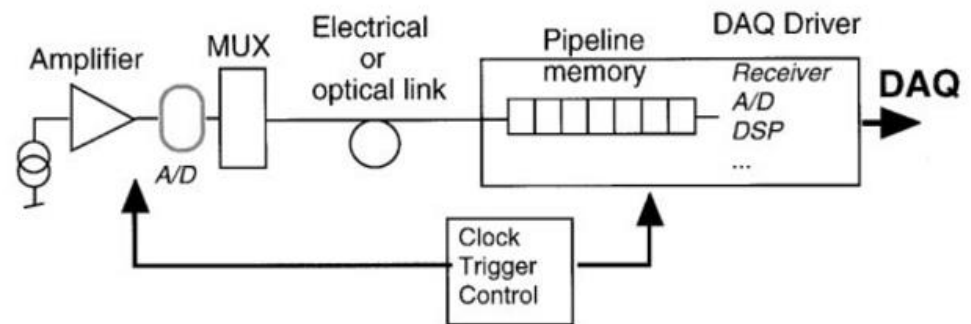 Amplifier
MUX
Electrical
or
optical link
Pipeline
memory
DAQ Driver
Receiver
A/D
DSP
...
DAQ
A/D
Clock
Trigger
Control